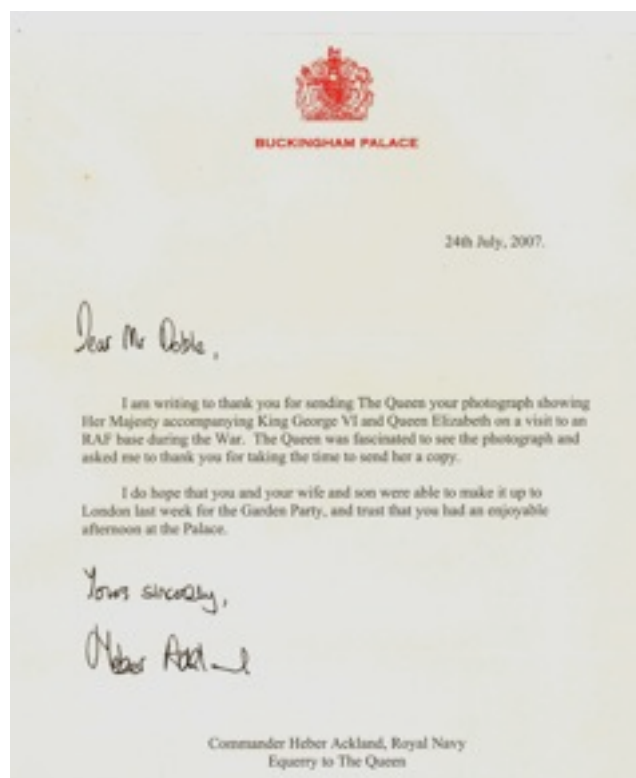 BUCKINGHAM PALACE
24th July, 2007.
Dear Mr Doble,
I am writing to thank you for sending The Queen your photograph showing
Her Majesty accompanying King George VI and Queen Elizabeth on a visit to an
RAF base during the War. The Queen was fascinated to see the photograph and
asked me to thank you for taking the time to send her a copy.
I do hope that you and your wife and son were able to make it up to
London last week for the Garden Party, and trust that you had an enjoyable
afternoon at the Palace.
Yours sincerely,
Heber Ackland
Commander Heber Ackland, Royal Navy
Equerry to The Queen